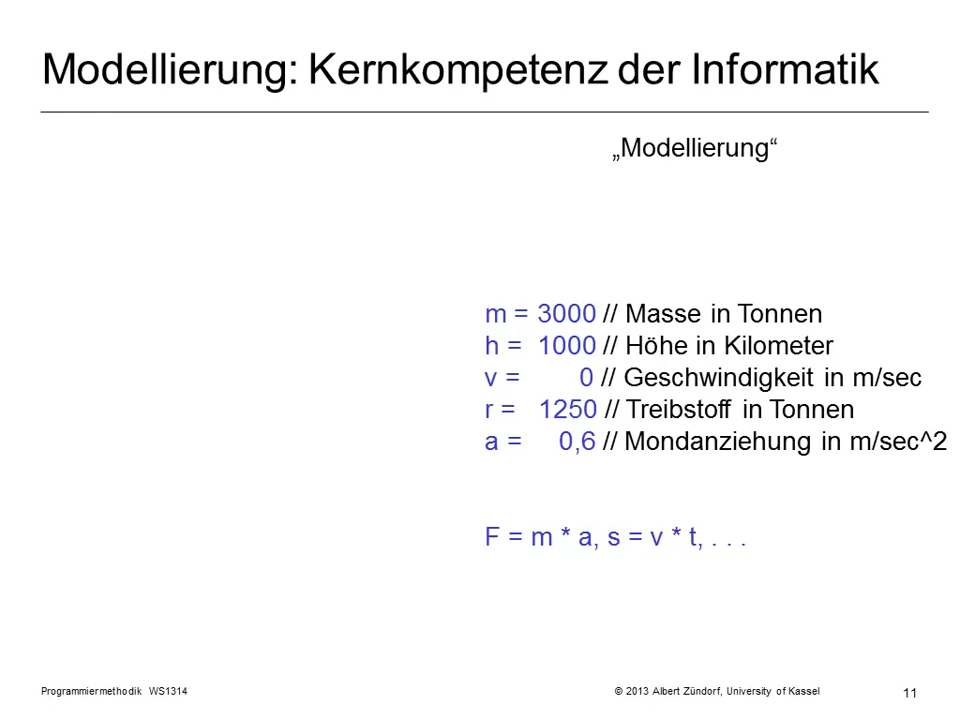 Modellierung: Kernkompetenz der Informatik
„Modellierung“
m = 3000 // Masse in Tonnen
h = 1000 // Höhe in Kilometer
v = 0 // Geschwindigkeit in m/sec
r = 1250 // Treibstoff in Tonnen
a = 0,6 // Mondanziehung in m/sec^2
F = m * a, s = v * t, . . .
Programmiermethodik WS1314
© 2013 Albert Zündorf, University of Kassel
11